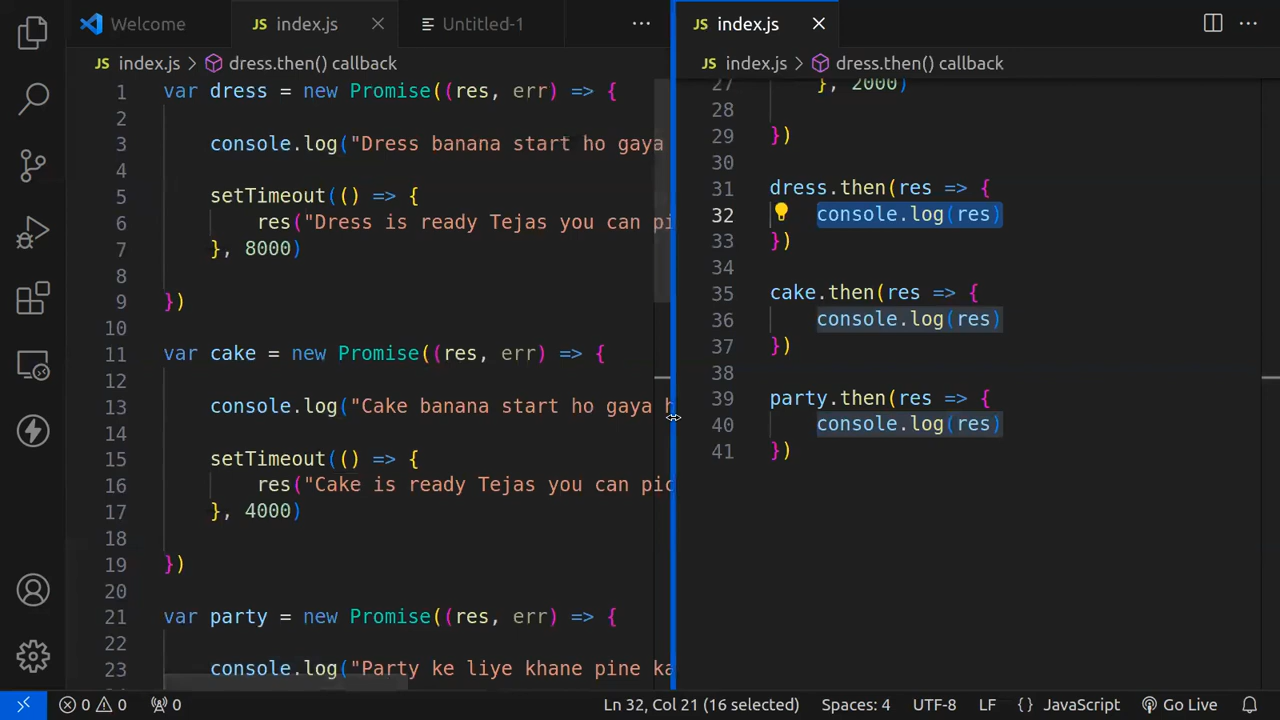 Welcome
JS index.js
Untitled-1
JS index.js > dress.then() callback
1 var dress = new Promise((res, err) => {
2
3 console.log("Dress banana start ho gaya
4
5 setTimeout(() => {
6 res("Dress is ready Tejas you can
7 }, 8000)
8
9 })
10
11 var cake = new Promise((res, err) => {
12
13 console.log("Cake banana start ho gaya
14
15 setTimeout(() => {
16 res("Cake is ready Tejas you can
17 }, 4000)
18
19 })
20
21 var party = new Promise((res, err) => {
22
23 console.log("Party ke liye khane pine
JS index.js
JS index.js > dress.then() callback
27 }, 2000)
28
29 })
30
31 dress.then(res => {
32 console.log(res)
33 })
34
35 cake.then(res => {
36 console.log(res)
37 })
38
39 party.then(res => {
40 console.log(res)
41 })
0 0 0 Ln 32, Col 21 (16 selected) Spaces: 4 UTF-8 LF {} JavaScript Go Live